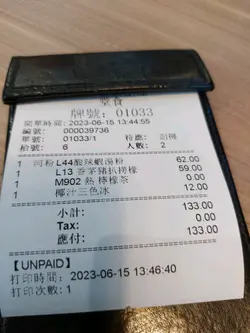 堂食
牌號: 01033
開單時間: 2023-06-15 13:44:55
編號: 000039736
單號: 01033/1 侍應:
枱號: 6 人數: 2
1 河粉 L44酸辣蝦湯粉 62.00
1 L13 香茅豬扒撈檬 59.00
1 M902 熱 檸檬茶 0.00
1 椰汁三色冰 12.00
小計: 133.00
Tax: 0.00
應付: 133.00
【UNPAID】
打印時間: 2023-06-15 13:46:40
打印次數: 1